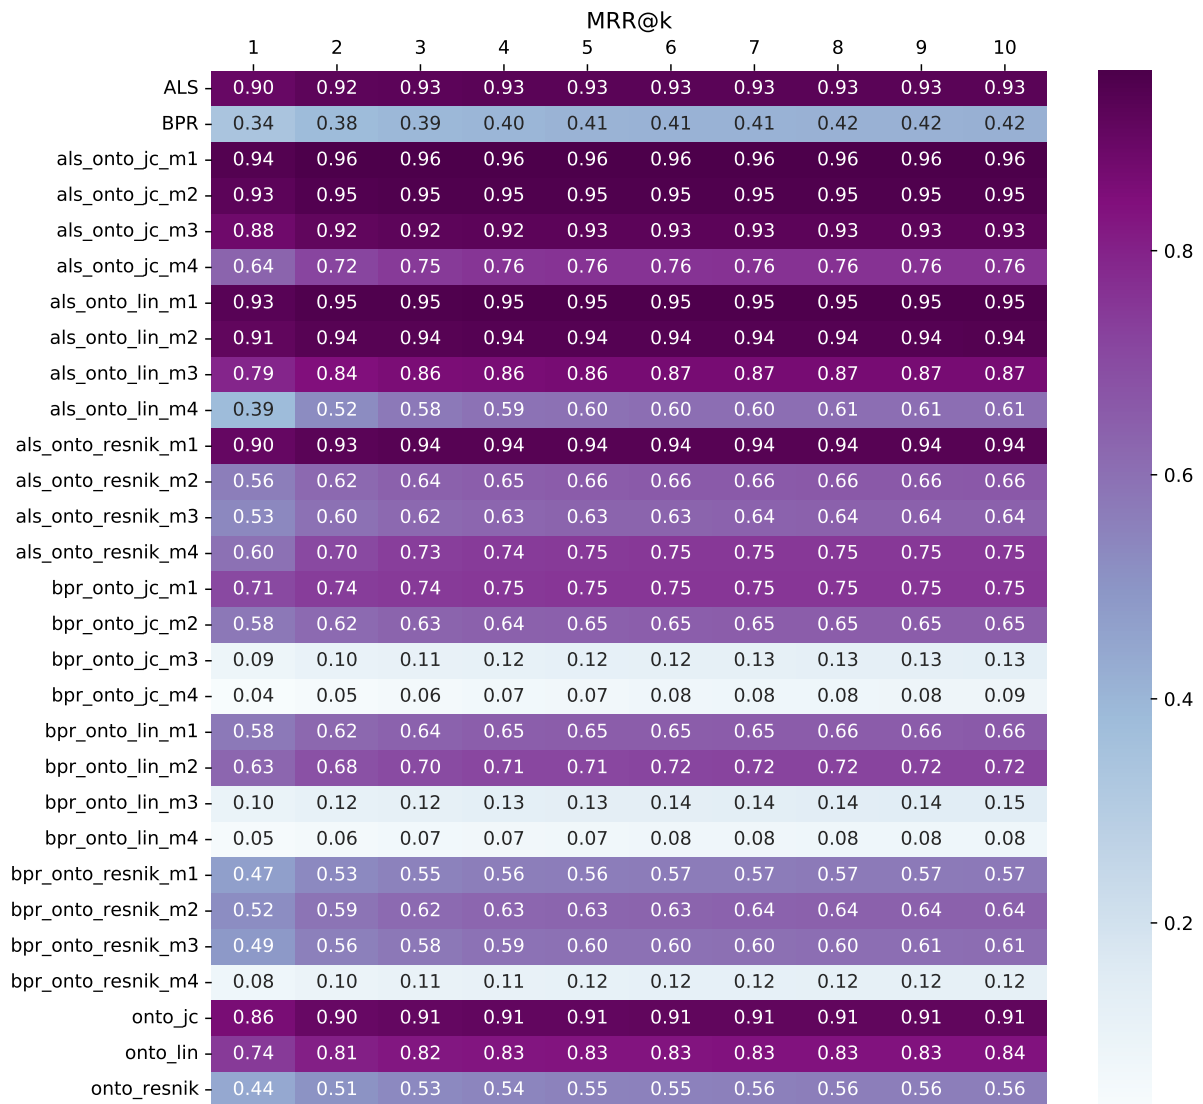 MRR@k
1 2 3 4 5 6 7 8 9 10
ALS 0.90 0.92 0.93 0.93 0.93 0.93 0.93 0.93 0.93 0.93
BPR 0.34 0.38 0.39 0.40 0.41 0.41 0.41 0.42 0.42 0.42
als_onto_jc_m1 0.94 0.96 0.96 0.96 0.96 0.96 0.96 0.96 0.96 0.96
als_onto_jc_m2 0.93 0.95 0.95 0.95 0.95 0.95 0.95 0.95 0.95 0.95
als_onto_jc_m3 0.88 0.92 0.92 0.92 0.93 0.93 0.93 0.93 0.93 0.93
als_onto_jc_m4 0.64 0.72 0.75 0.76 0.76 0.76 0.76 0.76 0.76 0.76
0.8
als_onto_lin_m1 0.93 0.95 0.95 0.95 0.95 0.95 0.95 0.95 0.95 0.95
als_onto_lin_m2 0.91 0.94 0.94 0.94 0.94 0.94 0.94 0.94 0.94 0.94
als_onto_lin_m3 0.79 0.84 0.86 0.86 0.86 0.87 0.87 0.87 0.87 0.87
als_onto_lin_m4 0.39 0.52 0.58 0.59 0.60 0.60 0.60 0.61 0.61 0.61
als_onto_resnik_m1 0.90 0.93 0.94 0.94 0.94 0.94 0.94 0.94 0.94 0.94
als_onto_resnik_m2 0.56 0.62 0.64 0.65 0.66 0.66 0.66 0.66 0.66 0.66
0.6
als_onto_resnik_m3 0.53 0.60 0.62 0.63 0.63 0.63 0.64 0.64 0.64 0.64
als_onto_resnik_m4 0.60 0.70 0.73 0.74 0.75 0.75 0.75 0.75 0.75 0.75
bpr_onto_jc_m1 0.71 0.74 0.74 0.75 0.75 0.75 0.75 0.75 0.75 0.75
bpr_onto_jc_m2 0.58 0.62 0.63 0.64 0.65 0.65 0.65 0.65 0.65 0.65
bpr_onto_jc_m3 0.09 0.10 0.11 0.12 0.12 0.12 0.13 0.13 0.13 0.13
bpr_onto_jc_m4 0.04 0.05 0.06 0.07 0.07 0.08 0.08 0.08 0.08 0.09
0.4
bpr_onto_lin_m1 0.58 0.62 0.64 0.65 0.65 0.65 0.65 0.66 0.66 0.66
bpr_onto_lin_m2 0.63 0.68 0.70 0.71 0.71 0.72 0.72 0.72 0.72 0.72
bpr_onto_lin_m3 0.10 0.12 0.12 0.13 0.13 0.14 0.14 0.14 0.14 0.15
bpr_onto_lin_m4 0.05 0.06 0.07 0.07 0.07 0.08 0.08 0.08 0.08 0.08
bpr_onto_resnik_m1 0.47 0.53 0.55 0.56 0.56 0.57 0.57 0.57 0.57 0.57
bpr_onto_resnik_m2 0.52 0.59 0.62 0.63 0.63 0.63 0.64 0.64 0.64 0.64
0.2
bpr_onto_resnik_m3 0.49 0.56 0.58 0.59 0.60 0.60 0.60 0.60 0.61 0.61
bpr_onto_resnik_m4 0.08 0.10 0.11 0.11 0.12 0.12 0.12 0.12 0.12 0.12
onto_jc 0.86 0.90 0.91 0.91 0.91 0.91 0.91 0.91 0.91 0.91
onto_lin 0.74 0.81 0.82 0.83 0.83 0.83 0.83 0.83 0.83 0.84
onto_resnik 0.44 0.51 0.53 0.54 0.55 0.55 0.56 0.56 0.56 0.56